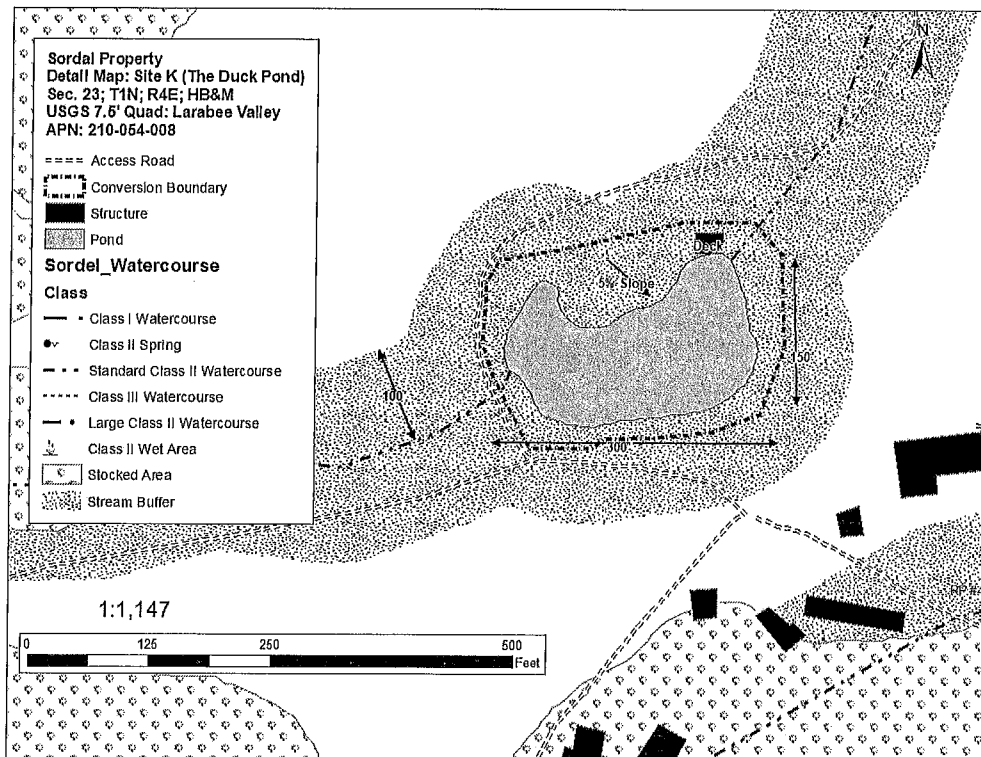 Sordal Property
Detail Map: Site K (The Duck Pond)
Sec. 23; T1N; R4E; HB&M
USGS 7.5' Quad: Larabee Valley
APN: 210-054-008
Access Road
Conversion Boundary
Structure
Pond
Sordel_Watercourse
Class
Class I Watercourse
Class II Spring
Standard Class II Watercourse
Class III Watercourse
Large Class II Watercourse
Class II Wet Area
Stocked Area
Stream Buffer
N
Dock
5% Slope
100
300
1:1,147
0 125 250 500
Feet